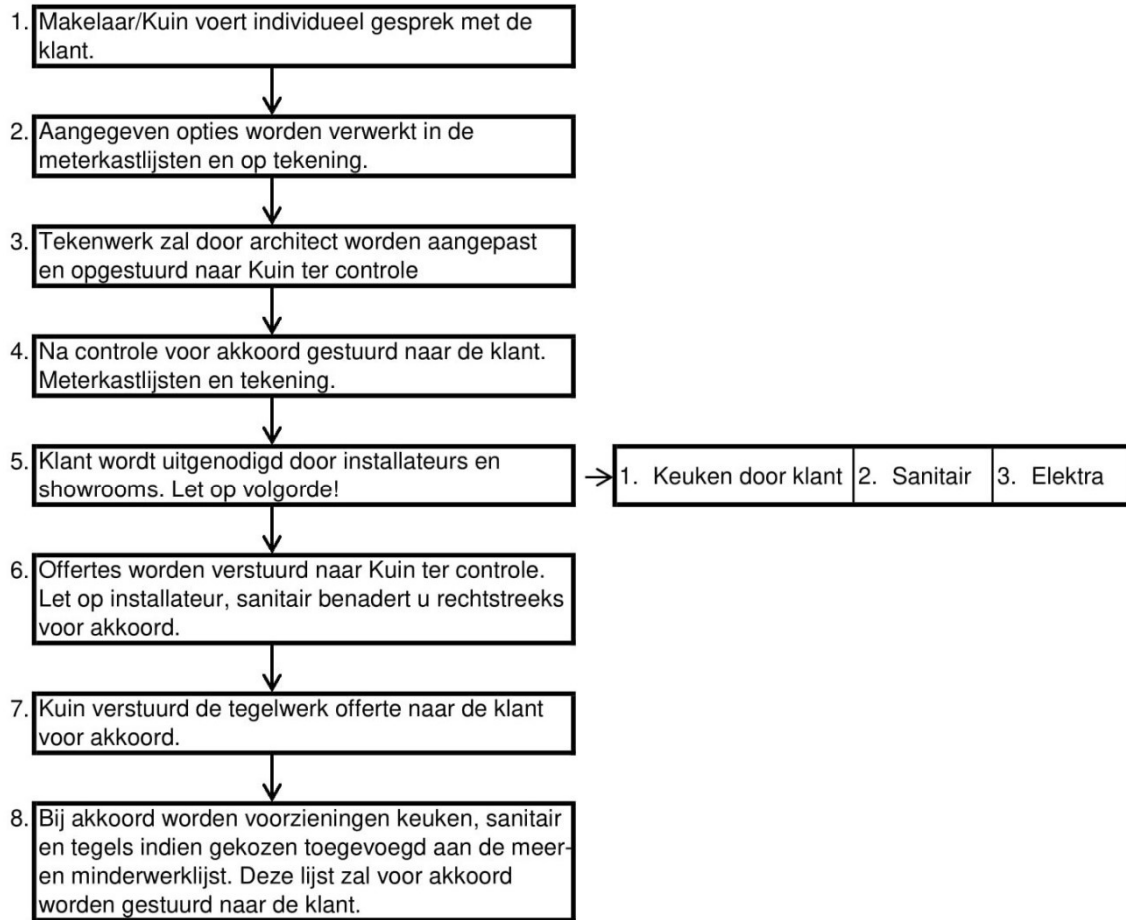 1. Makelaar/Kuin voert individueel gesprek met de
klant.
2. Aangegeven opties worden verwerkt in de
meterkastlijsten en op tekening.
3. Tekenwerk zal door architect worden aangepast
en opgestuurd naar Kuin ter controle
4. Na controle voor akkoord gestuurd naar de klant.
Meterkastlijsten en tekening.
5. Klant wordt uitgenodigd door installateurs en
showrooms. Let op volgorde!
1. Keuken door klant 2. Sanitair 3. Elektra
6. Offertes worden verstuurd naar Kuin ter controle.
Let op installateur, sanitair benadert u rechtstreeks
voor akkoord.
7. Kuin verstuurd de tegelwerk offerte naar de klant
voor akkoord.
8. Bij akkoord worden voorzieningen keuken, sanitair
en tegels indien gekozen toegevoegd aan de meer-
en minderwerklijst. Deze lijst zal voor akkoord
worden gestuurd naar de klant.